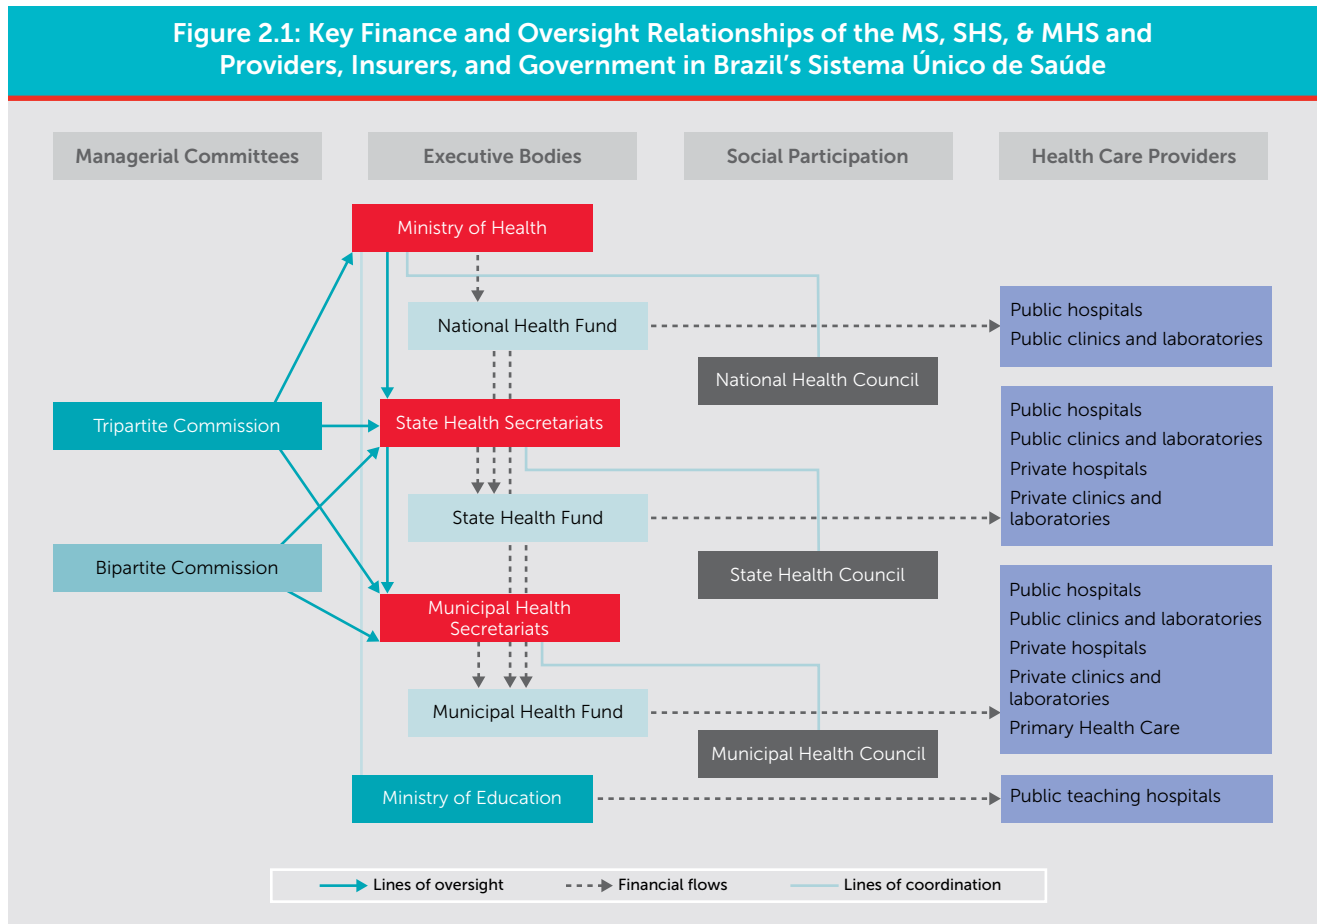 Figure 2.1: Key Finance and Oversight Relationships of the MS, SHS, & MHS and
Providers, Insurers, and Government in Brazil's Sistema Único de Saúde
Managerial Committees
Executive Bodies
Social Participation
Health Care Providers
Ministry of Health
National Health Fund
Public hospitals
Public clinics and laboratories
National Health Council
Tripartite Commission
State Health Secretariats
Public hospitals
Public clinics and laboratories
Private hospitals
Private clinics and
laboratories
State Health Fund
Bipartite Commission
State Health Council
Municipal Health
Secretariats
Public hospitals
Public clinics and laboratories
Private hospitals
Private clinics and
laboratories
Primary Health Care
Municipal Health Fund
Municipal Health Council
Ministry of Education
Public teaching hospitals
Lines of oversight
Financial flows
Lines of coordination